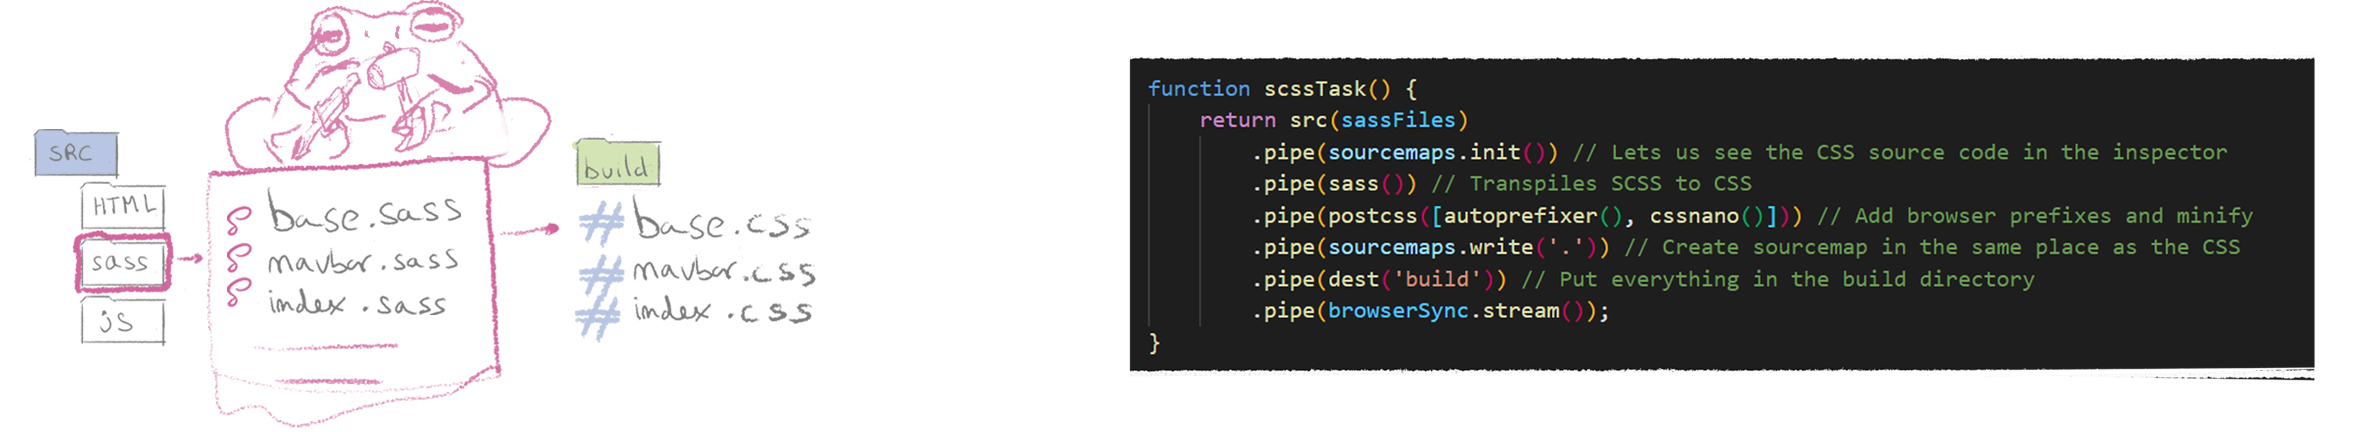 SRC
HTML
sass
js
base.sass
navbar.sass
index.sass
build
# base.css
# navbar.css
# index.css
function scssTask() {
return src(sassFiles)
.pipe(sourcemaps.init()) // Lets us see the CSS source code in the inspector
.pipe(sass()) // Transpiles SCSS to CSS
.pipe(postcss([autoprefixer(), cssnano()])) // Add browser prefixes and minify
.pipe(sourcemaps.write('.')) // Create sourcemap in the same place as the CSS
.pipe(dest('build')) // Put everything in the build directory
.pipe(browserSync.stream());
}